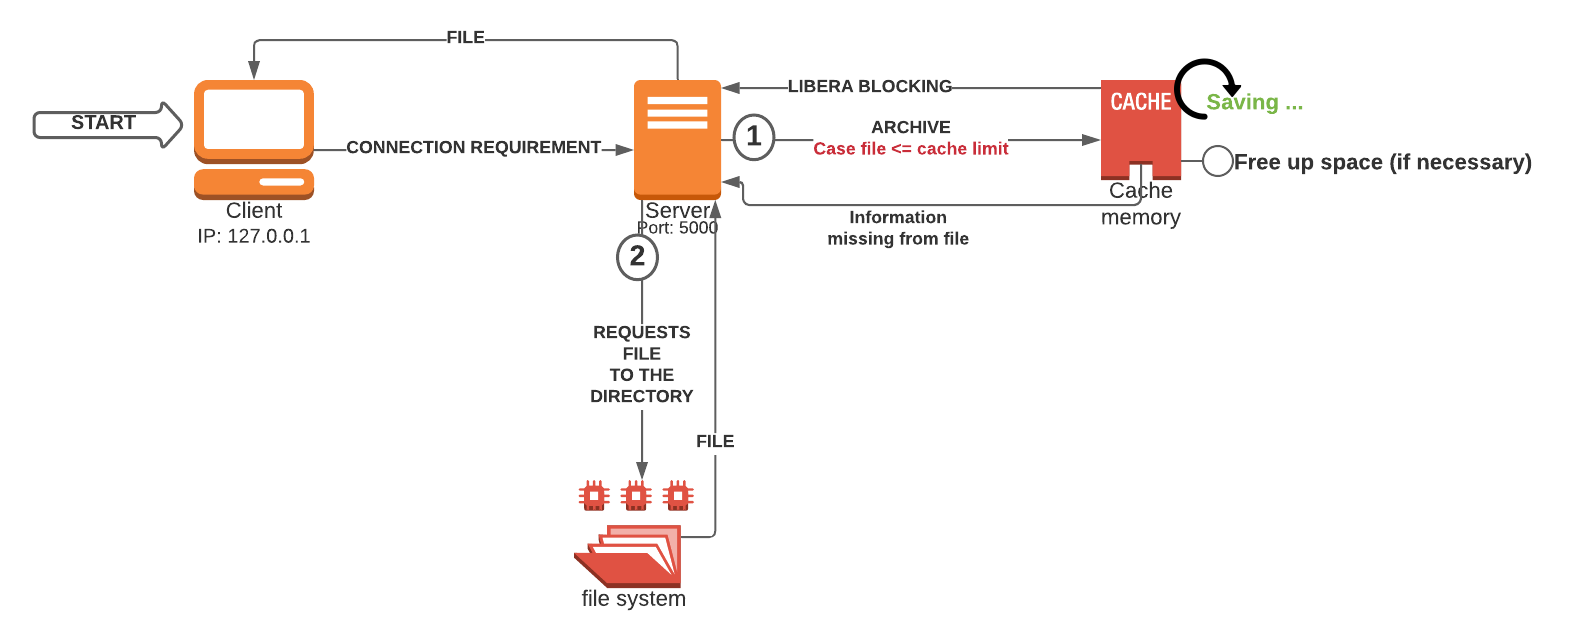 FILE
START
CONNECTION REQUIREMENT
Client
IP: 127.0.0.1
LIBERA BLOCKING
1
ARCHIVE
Case file <= cache limit
CACHE
Saving ...
Free up space (if necessary)
Cache
memory
Information
missing from file
Server
Port: 5000
2
REQUESTS
FILE
TO THE
DIRECTORY
FILE
file system